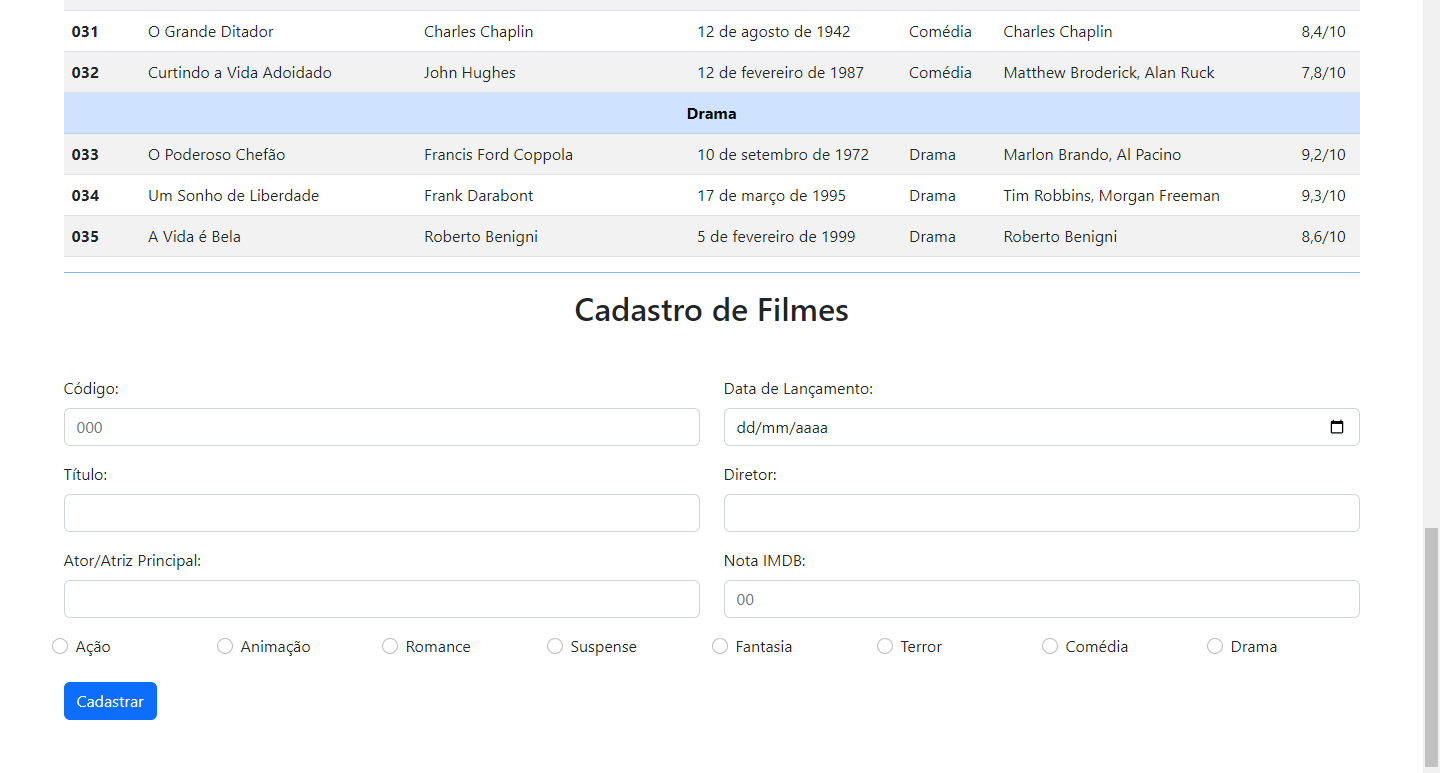 031 O Grande Ditador Charles Chaplin 12 de agosto de 1942 Comédia Charles Chaplin 8,4/10
032 Curtindo a Vida Adoidado John Hughes 12 de fevereiro de 1987 Comédia Matthew Broderick, Alan Ruck 7,8/10
Drama
033 O Poderoso Chefão Francis Ford Coppola 10 de setembro de 1972 Drama Marlon Brando, Al Pacino 9,2/10
034 Um Sonho de Liberdade Frank Darabont 17 de março de 1995 Drama Tim Robbins, Morgan Freeman 9,3/10
035 A Vida é Bela Roberto Benigni 5 de fevereiro de 1999 Drama Roberto Benigni 8,6/10
Cadastro de Filmes
Código: Data de Lançamento:
000 dd/mm/aaaa
Título: Diretor:
Ator/Atriz Principal: Nota IMDB:
00
Ação Animação Romance Suspense Fantasia Terror Comédia Drama
Cadastrar